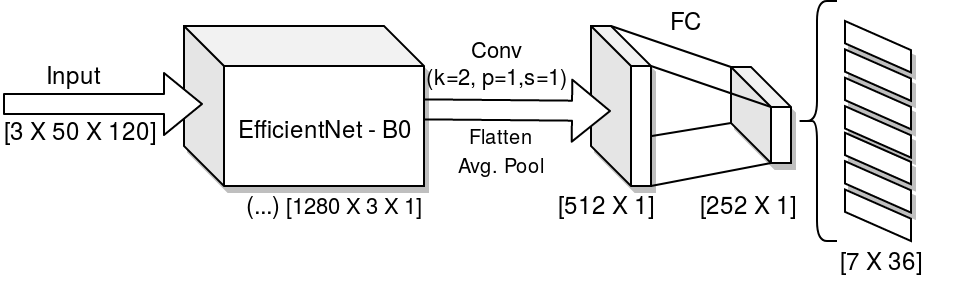 Input
[3 X 50 X 120]
EfficientNet - B0
(...) [1280 X 3 X 1]
Conv
(k=2, p=1,s=1)
Flatten
Avg. Pool
[512 X 1]
FC
[252 X 1]
[7 X 36]